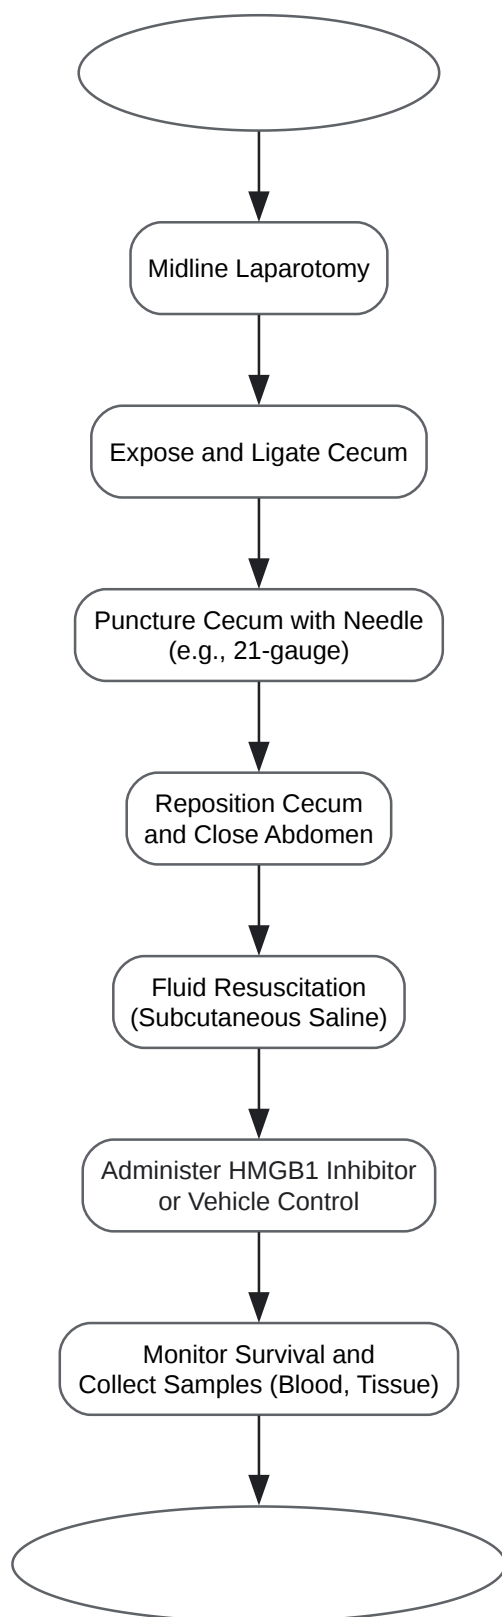 Midline Laparotomy
Expose and Ligate Cecum
Puncture Cecum with Needle
(e.g., 21-gauge)
Reposition Cecum
and Close Abdomen
Fluid Resuscitation
(Subcutaneous Saline)
Administer HMGB1 Inhibitor
or Vehicle Control
Monitor Survival and
Collect Samples (Blood, Tissue)